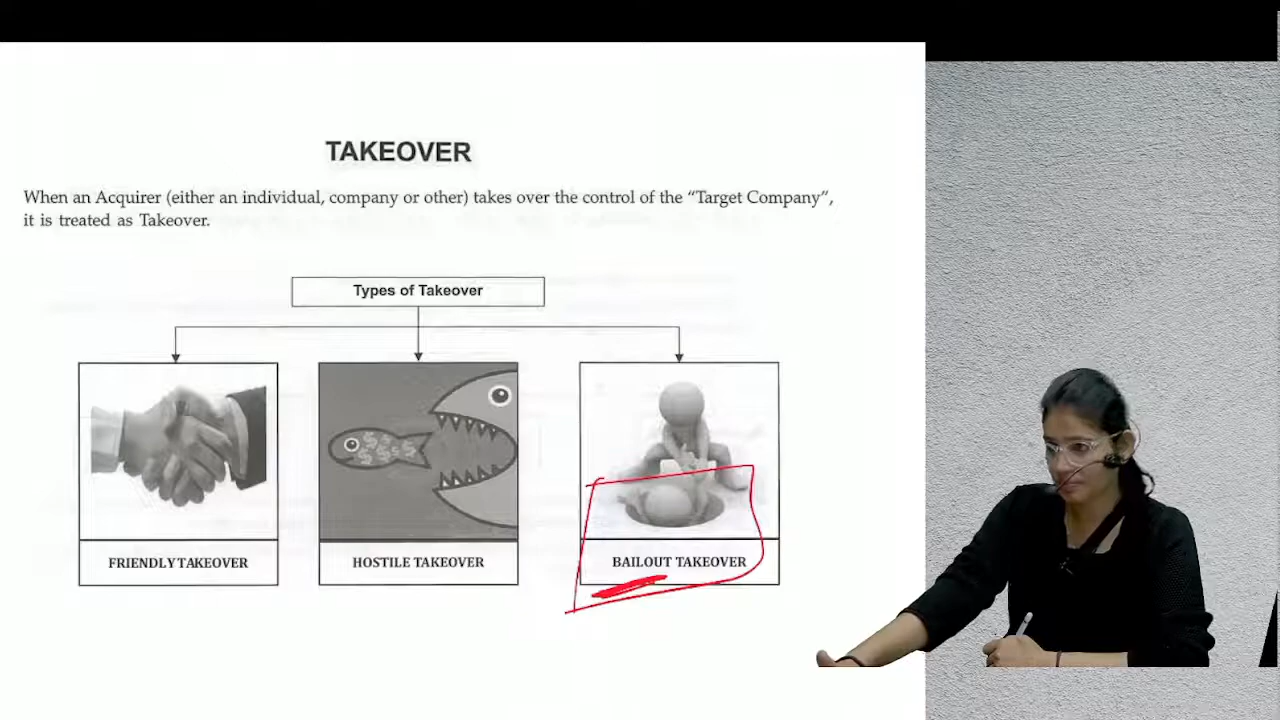 TAKEOVER
When an Acquirer (either an individual, company or other) takes over the control of the “Target Company”,
it is treated as Takeover.
Types of Takeover
FRIENDLY TAKEOVER
HOSTILE TAKEOVER
BAILOUT TAKEOVER